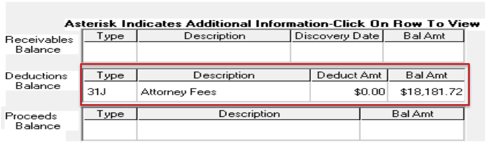 Asterisk Indicates Additional Information-Click On Row To View
Receivables Balance
Type Description Discovery Date Bal Amt
Deductions Balance
Type Description Deduct Amt Bal Amt
31J Attorney Fees $0.00 $18,181.72
Proceeds Balance
Type Description Bal Amt